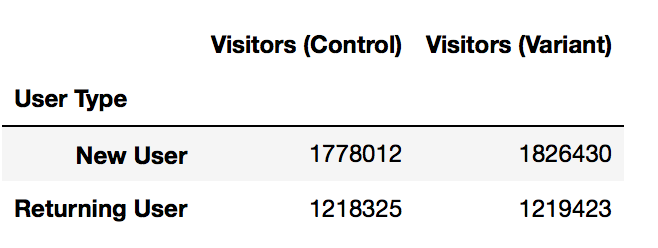 Visitors (Control) Visitors (Variant)
User Type
New User 1778012 1826430
Returning User 1218325 1219423